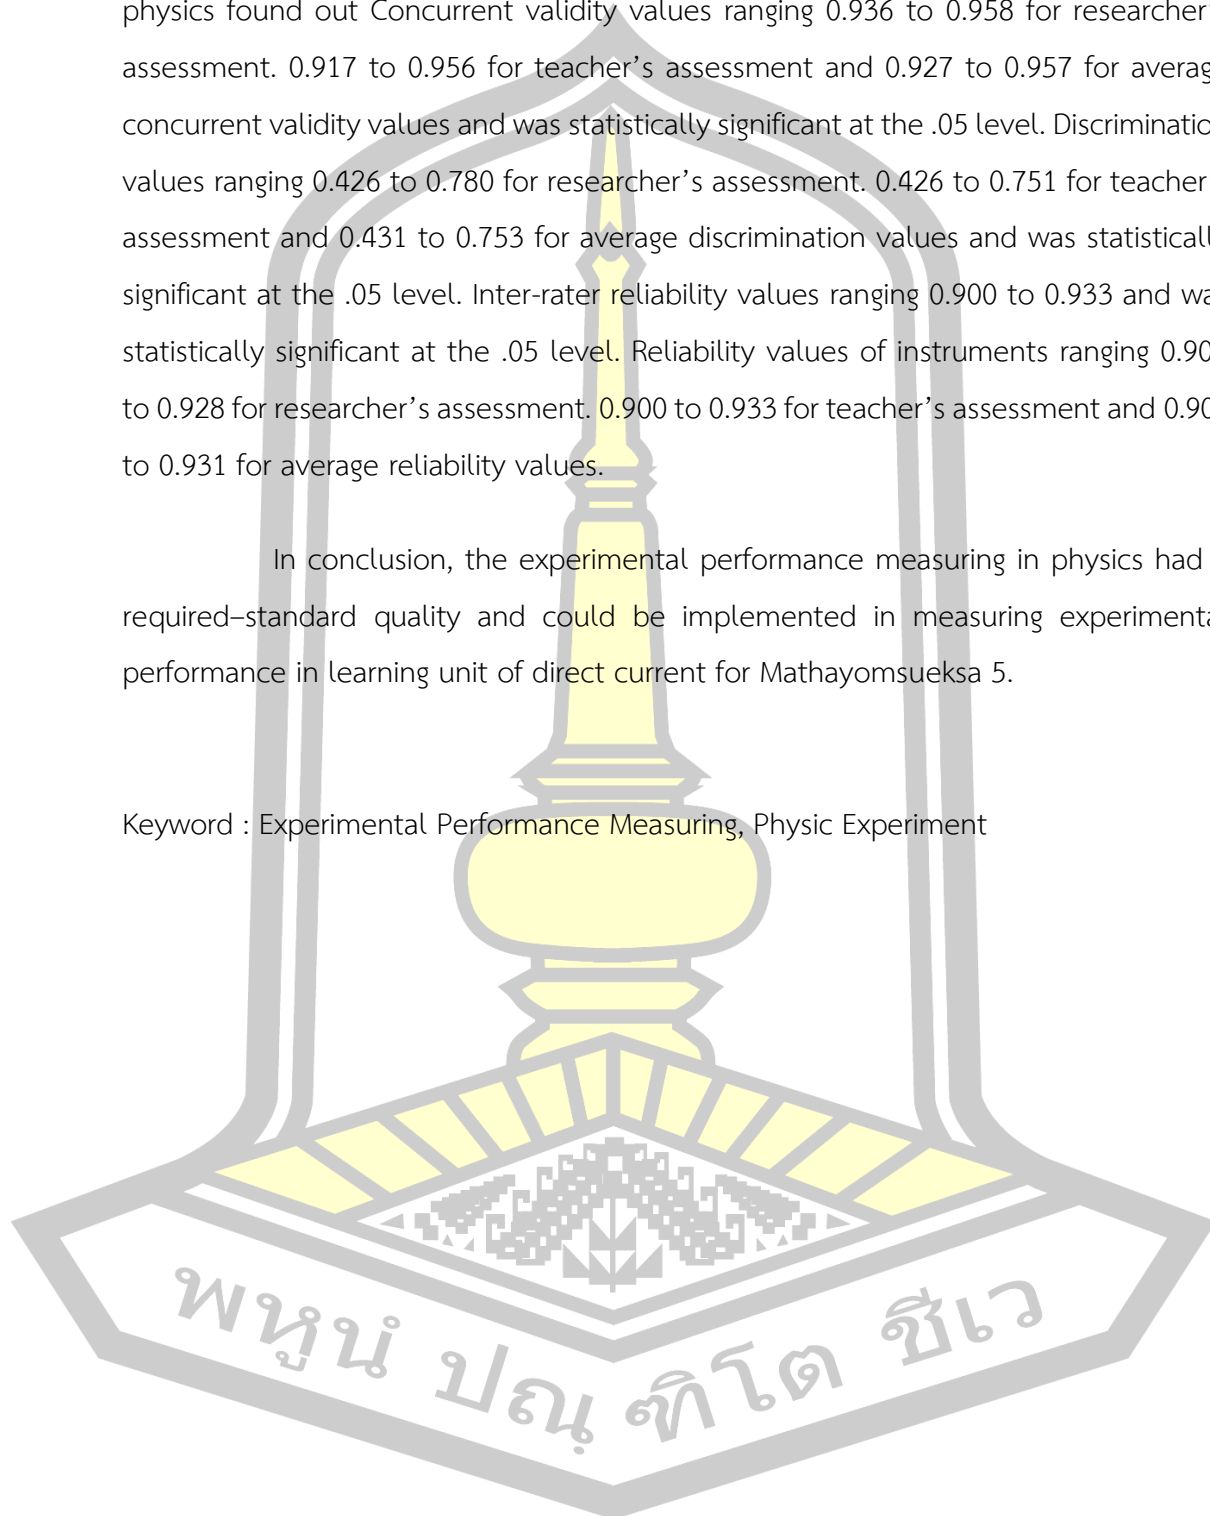 physics found out Concurrent validity values ranging 0.936 to 0.958 for researcher'
assessment. 0.917 to 0.956 for teacher's assessment and 0.927 to 0.957 for averag
concurrent validity values and was statistically significant at the .05 level. Discriminatio
values ranging 0.426 to 0.780 for researcher's assessment. 0.426 to 0.751 for teacher
assessment and 0.431 to 0.753 for average discrimination values and was statisticall
significant at the .05 level. Inter-rater reliability values ranging 0.900 to 0.933 and wa
statistically significant at the .05 level. Reliability values of instruments ranging 0.90
to 0.928 for researcher's assessment. 0.900 to 0.933 for teacher's assessment and 0.90
to 0.931 for average reliability values.
In conclusion, the experimental performance measuring in physics had
required–standard quality and could be implemented in measuring experimenta
performance in learning unit of direct current for Mathayomsueksa 5.
Keyword : Experimental Performance Measuring, Physic Experiment
พหูนํ ปณฺฑิโต ชีเว